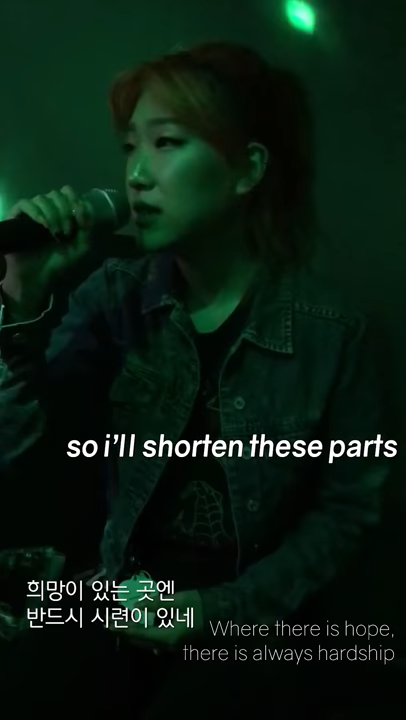 so i'll shorten these parts
희망이 있는 곳엔
반드시 시련이 있네
Where there is hope,
there is always hardship